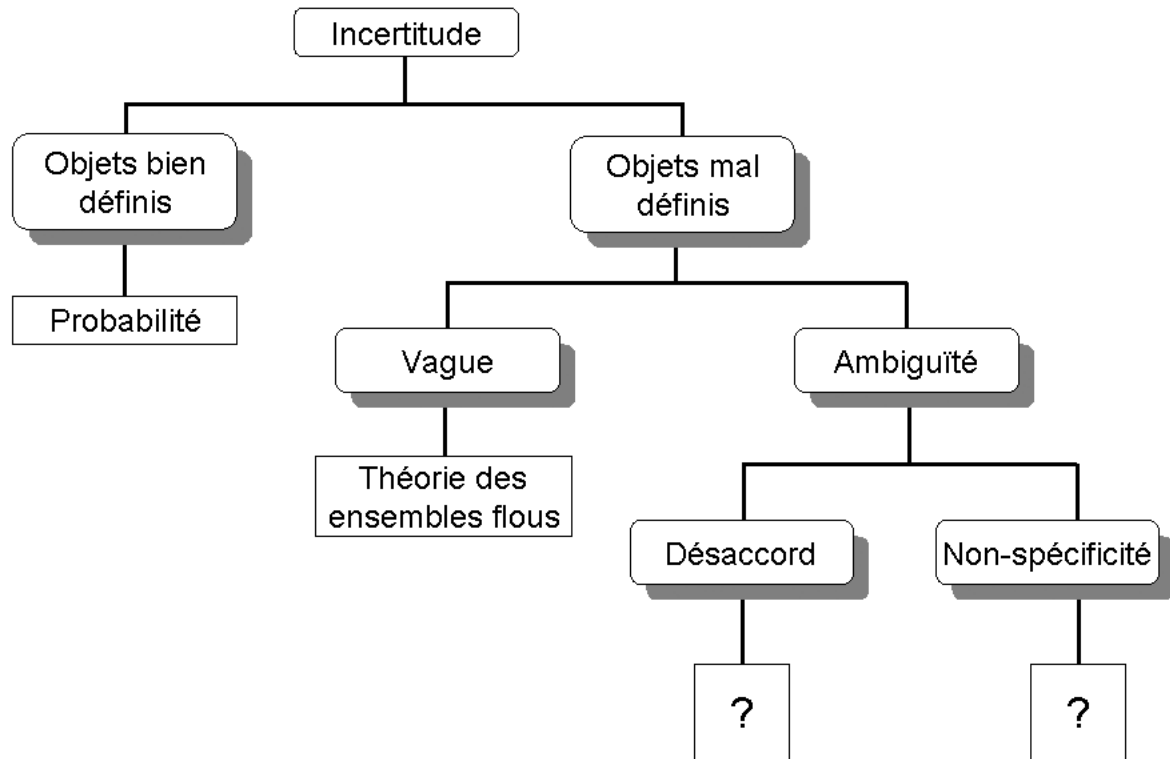 Incertitude
Objets bien
définis
Objets mal
définis
Probabilité
Vague
Ambiguïté
Théorie des
ensembles flous
Désaccord
Non-spécificité
?
?